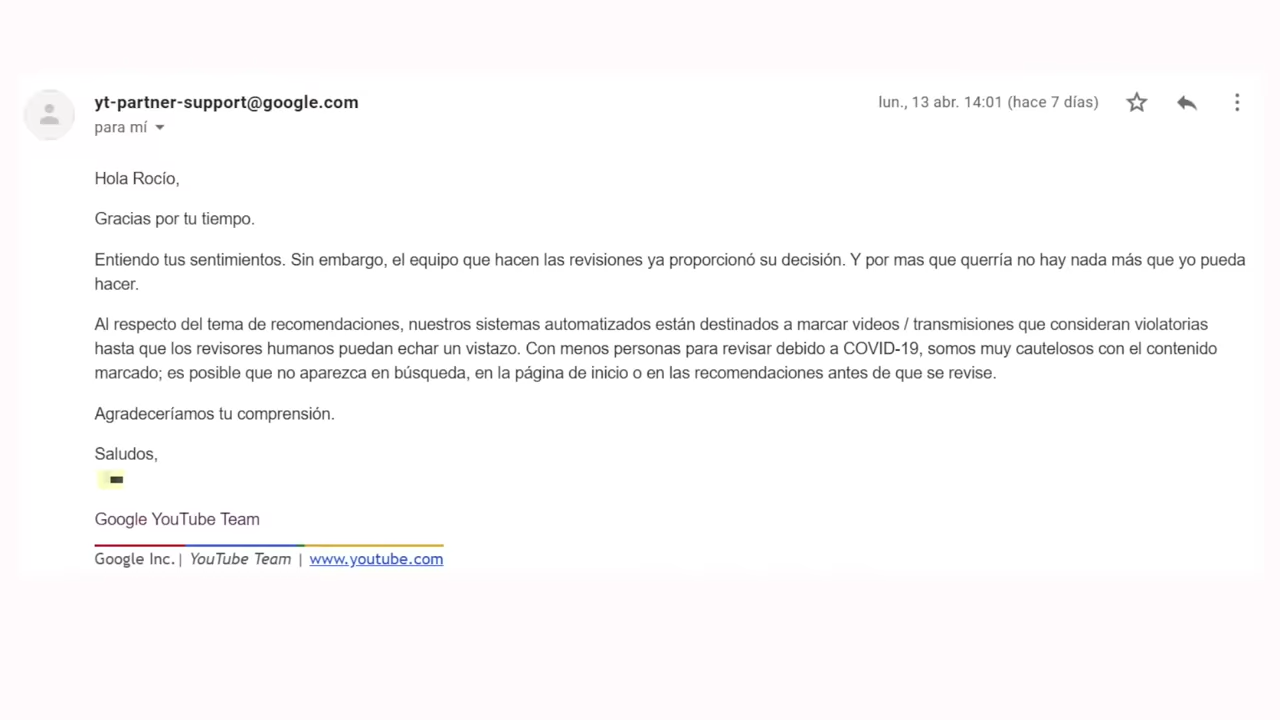 yt-partner-support@google.com
lun., 13 abr. 14:01 (hace 7 días)
para mí
Hola Rocío,
Gracias por tu tiempo.
Entiendo tus sentimientos. Sin embargo, el equipo que hacen las revisiones ya proporcionó su decisión. Y por mas que querría no hay nada más que yo pueda
hacer.
Al respecto del tema de recomendaciones, nuestros sistemas automatizados están destinados a marcar videos / transmisiones que consideran violatorias
hasta que los revisores humanos puedan echar un vistazo. Con menos personas para revisar debido a COVID-19, somos muy cautelosos con el contenido
marcado; es posible que no aparezca en búsqueda, en la página de inicio o en las recomendaciones antes de que se revise.
Agradeceríamos tu comprensión.
Saludos,
Google YouTube Team
Google Inc.| YouTube Team | www.youtube.com